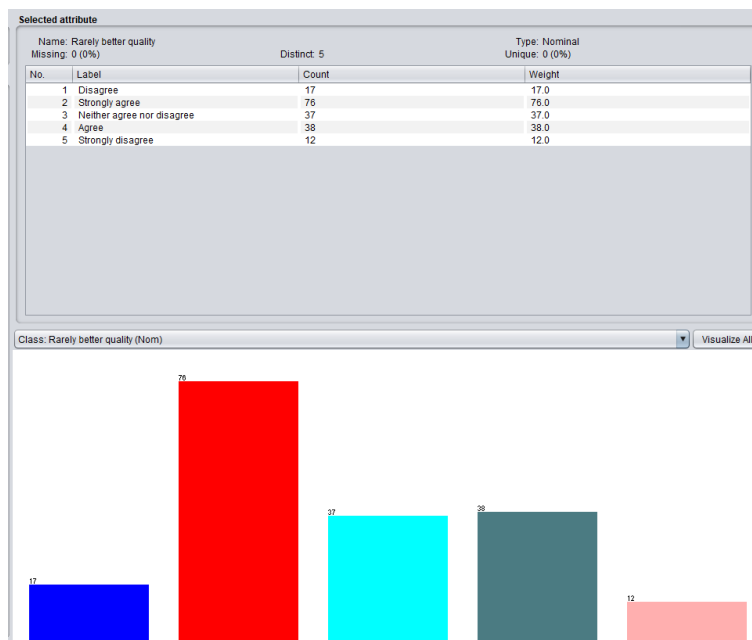 Selected attribute
Name: Rarely better quality Type: Nominal
Missing: 0 (0%) Distinct: 5 Unique: 0 (0%)
No. Label Count Weight
1 Disagree 17 17.0
2 Strongly agree 76 76.0
3 Neither agree nor disagree 37 37.0
4 Agree 38 38.0
5 Strongly disagree 12 12.0
Class: Rarely better quality (Nom) Visualize All
76
38
37
12
17